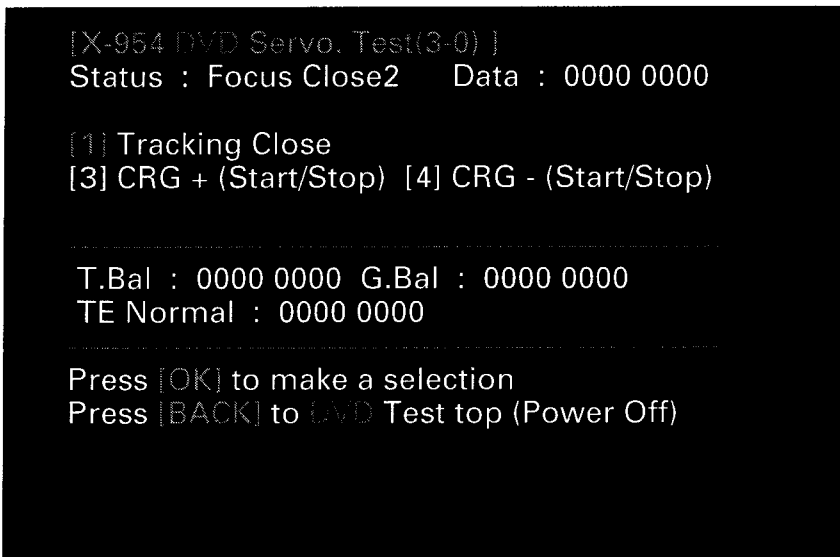 [X-954 DVD Servo. Test(3-0) ]
Status : Focus Close2 Data : 0000 0000
[1] Tracking Close
[3] CRG + (Start/Stop) [4] CRG - (Start/Stop)
T.Bal : 0000 0000 G.Bal : 0000 0000
TE Normal : 0000 0000
Press [OK] to make a selection
Press [BACK] to DVD Test top (Power Off)